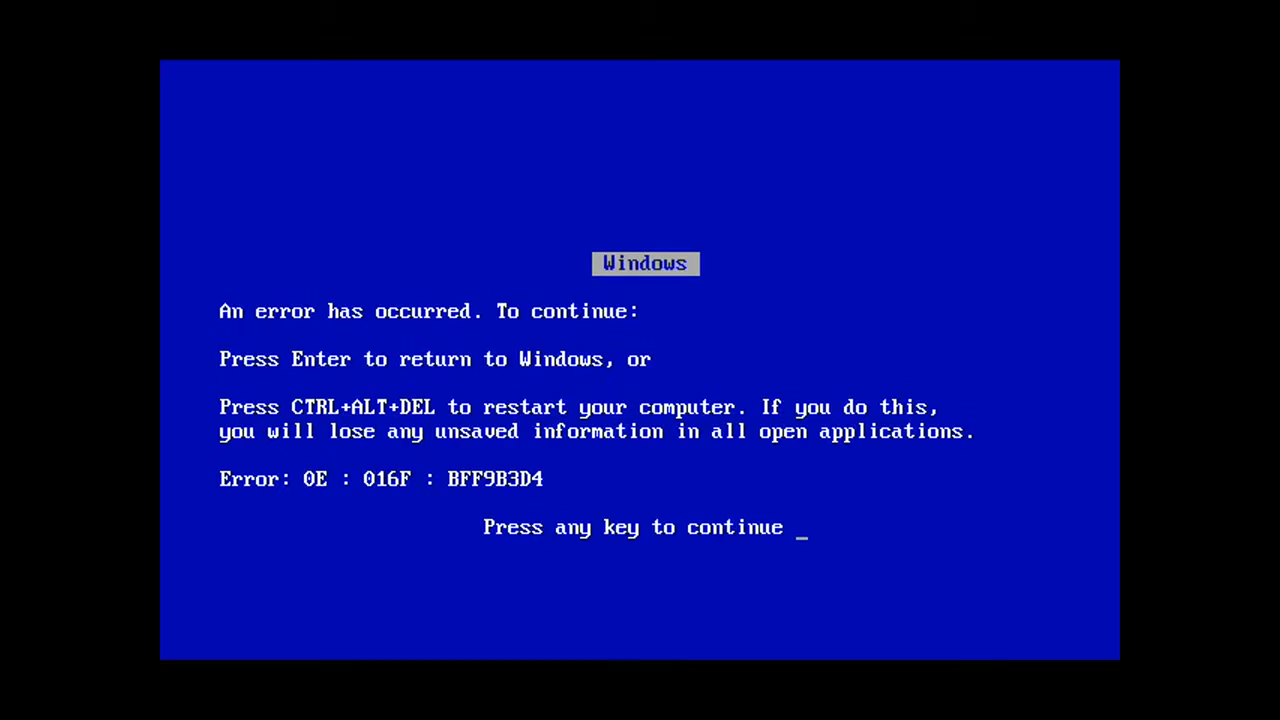 Windows
An error has occurred. To continue:
Press Enter to return to Windows, or
Press CTRL+ALT+DEL to restart your computer. If you do this,
you will lose any unsaved information in all open applications.
Error: 0E : 016F : BFF9B3D4
Press any key to continue _